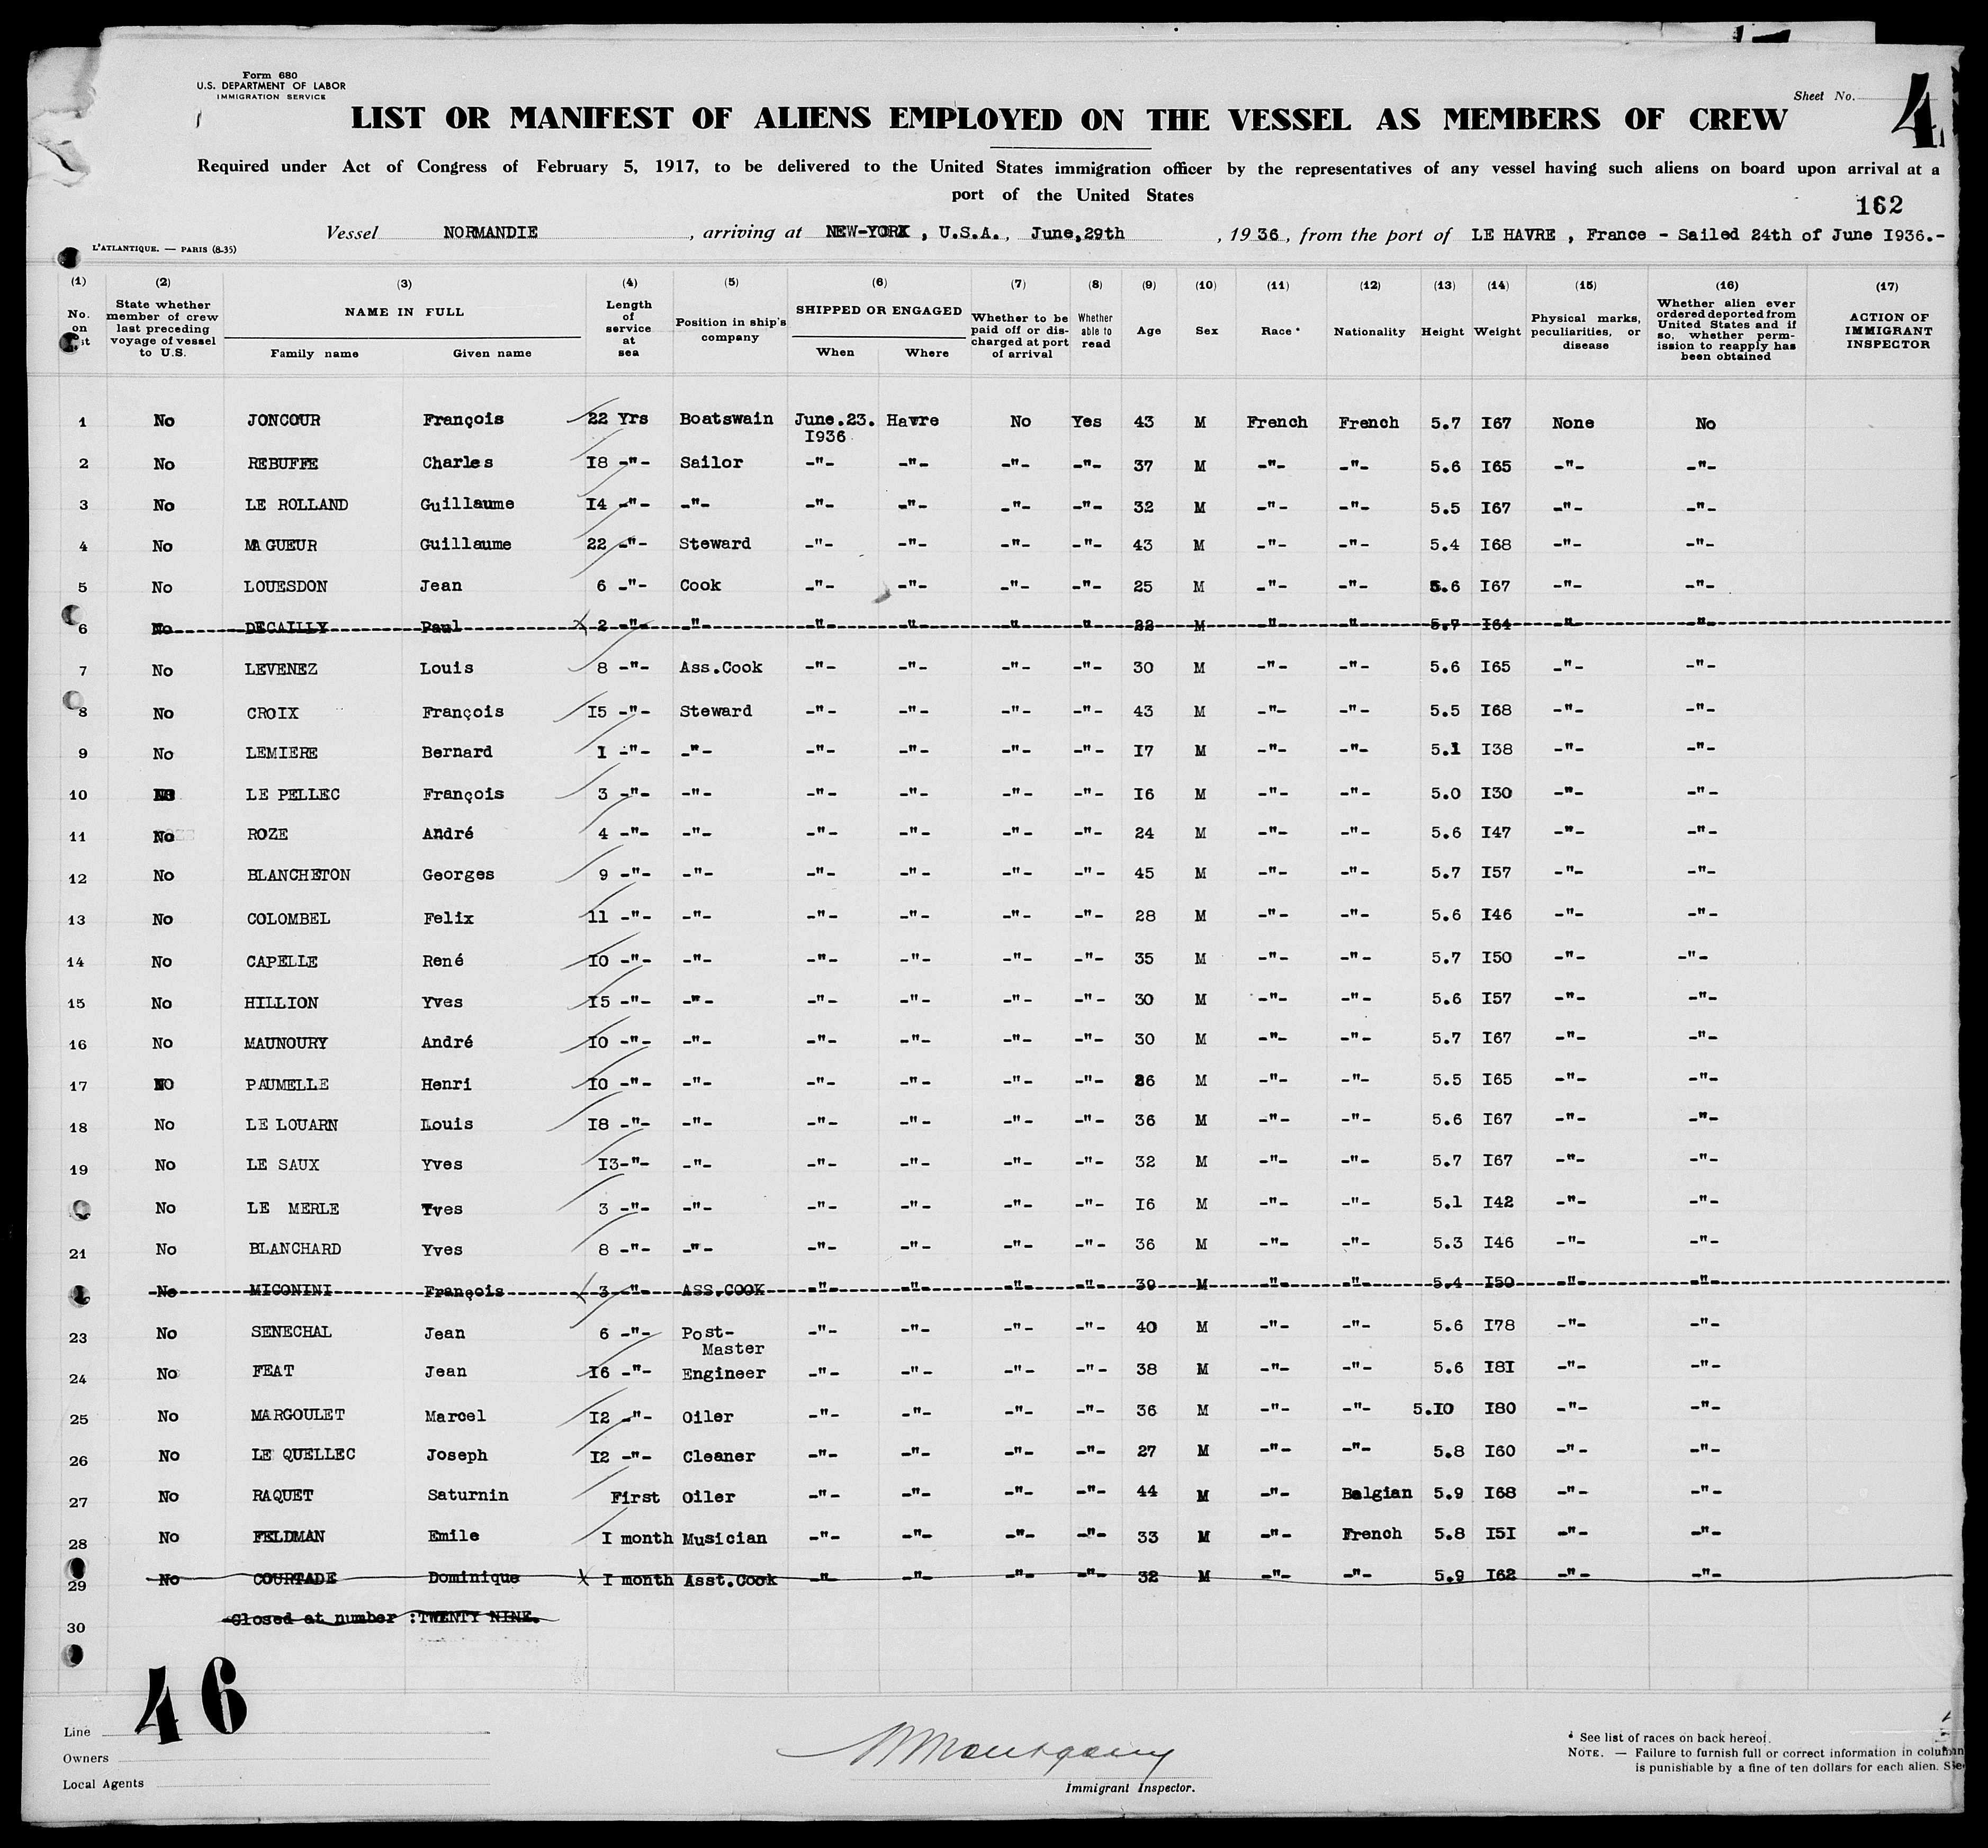 Form 680
U.S. DEPARTMENT OF LABOR
IMMIGRATION SERVICE
Sheet No. 4
LIST OR MANIFEST OF ALIENS EMPLOYED ON THE VESSEL AS MEMBERS OF CREW
Required under Act of Congress of February 5, 1917, to be delivered to the United States immigration officer by the representatives of any vessel having such aliens on board upon arrival at a
port of the United States
162
Vessel NORMANDIE, arriving at NEW-YORK, U.S.A., June, 29th, 1936, from the port of LE HAVRE, France - Sailed 24th of June I936.-
L'ATLANTIQUE. — PARIS (8-35)
(1) No. on
(2) State whether member of crew last preceding voyage of vessel to U.S.
(3) NAME IN FULL Family name Given name
(4) Length of service at sea
(5) Position in ship's company
(6) SHIPPED OR ENGAGED When Where
(7) Whether to be paid off or discharged at port of arrival
(8) Whether able to read
(9) Age
(10) Sex
(11) Race *
(12) Nationality
(13) Height
(14) Weight
(15) Physical marks, peculiarities, or disease
(16) Whether alien ever ordered deported from United States and if so, whether permission to reapply has been obtained
(17) ACTION OF IMMIGRANT INSPECTOR
1 No JONCOUR François 22 Yrs Boatswain June.23. I936 Havre No Yes 43 M French French 5.7 I67 None No
2 No REBUFFE Charles I8 -"- Sailor -"- -"- -"- -"- 37 M -"- -"- 5.6 I65 -"- -"-
3 No LE ROLLAND Guillaume I4 -"- -"- -"- -"- -"- -"- 32 M -"- -"- 5.5 I67 -"- -"-
4 No MAGUEUR Guillaume 22 -"- Steward -"- -"- -"- -"- 43 M -"- -"- 5.4 I68 -"- -"-
5 No LOUESDON Jean 6 -"- Cook -"- -"- -"- -"- 25 M -"- -"- 5.6 I67 -"- -"-
6 No DECAILLY Paul 2 -"- -"- -"- -"- -"- -"- 22 M -"- -"- 5.7 I64 -"- -"-
7 No LEVENEZ Louis 8 -"- Ass.Cook -"- -"- -"- -"- 30 M -"- -"- 5.6 I65 -"- -"-
8 No CROIX François I5 -"- Steward -"- -"- -"- -"- 43 M -"- -"- 5.5 I68 -"- -"-
9 No LEMIERE Bernard I -"- -"- -"- -"- -"- -"- I7 M -"- -"- 5.1 I38 -"- -"-
10 No LE PELLEC François 3 -"- -"- -"- -"- -"- -"- I6 M -"- -"- 5.0 I30 -"- -"-
11 No ROZE André 4 -"- -"- -"- -"- -"- -"- 24 M -"- -"- 5.6 I47 -"- -"-
12 No BLANCHETON Georges 9 -"- -"- -"- -"- -"- -"- 45 M -"- -"- 5.7 I57 -"- -"-
13 No COLOMBEL Felix 11 -"- -"- -"- -"- -"- -"- 28 M -"- -"- 5.6 I46 -"- -"-
14 No CAPELLE René IO -"- -"- -"- -"- -"- -"- 35 M -"- -"- 5.7 I50 -"- -"-
15 No HILLION Yves I5 -"- -"- -"- -"- -"- -"- 30 M -"- -"- 5.6 I57 -"- -"-
16 No MAUNOURY André IO -"- -"- -"- -"- -"- -"- 30 M -"- -"- 5.7 I67 -"- -"-
17 NO PAUMELLE Henri IO -"- -"- -"- -"- -"- -"- 26 M -"- -"- 5.5 I65 -"- -"-
18 No LE LOUARN Louis I8 -"- -"- -"- -"- -"- -"- 36 M -"- -"- 5.6 I67 -"- -"-
19 No LE SAUX Yves I3-"- -"- -"- -"- -"- -"- 32 M -"- -"- 5.7 I67 -"- -"-
No LE MERLE Yves 3 -"- -"- -"- -"- -"- -"- I6 M -"- -"- 5.1 I42 -"- -"-
21 No BLANCHARD Yves 8 -"- -"- -"- -"- -"- -"- 36 M -"- -"- 5.3 I46 -"- -"-
No MICONINI François 3 -"- ASS.COOK -"- -"- -"- -"- 39 M -"- -"- 5.4 I50 -"- -"-
23 No SENECHAL Jean 6 -"- Post-Master -"- -"- -"- -"- 40 M -"- -"- 5.6 I78 -"- -"-
24 No FEAT Jean I6 -"- Engineer -"- -"- -"- -"- 38 M -"- -"- 5.6 I8I -"- -"-
25 No MARGOULET Marcel I2 -"- Oiler -"- -"- -"- -"- 36 M -"- -"- 5.IO I80 -"- -"-
26 No LE QUELLEC Joseph I2 -"- Cleaner -"- -"- -"- -"- 27 M -"- -"- 5.8 I60 -"- -"-
27 No RAQUET Saturnin First Oiler -"- -"- -"- -"- 44 M -"- Belgian 5.9 I68 -"- -"-
28 No FELDMAN Emile I month Musician -"- -"- -"- -"- 33 M -"- French 5.8 I5I -"- -"-
29 No COURTADE Dominique I month Asst.Cook -"- -"- -"- -"- 32 M -"- -"- 5.9 I62 -"- -"-
Closed at number :TWENTY NINE.
30
46
Line
Owners
Local Agents
Immigrant Inspector.
* See list of races on back hereof.
NOTE. — Failure to furnish full or correct information in column
is punishable by a fine of ten dollars for each alien.